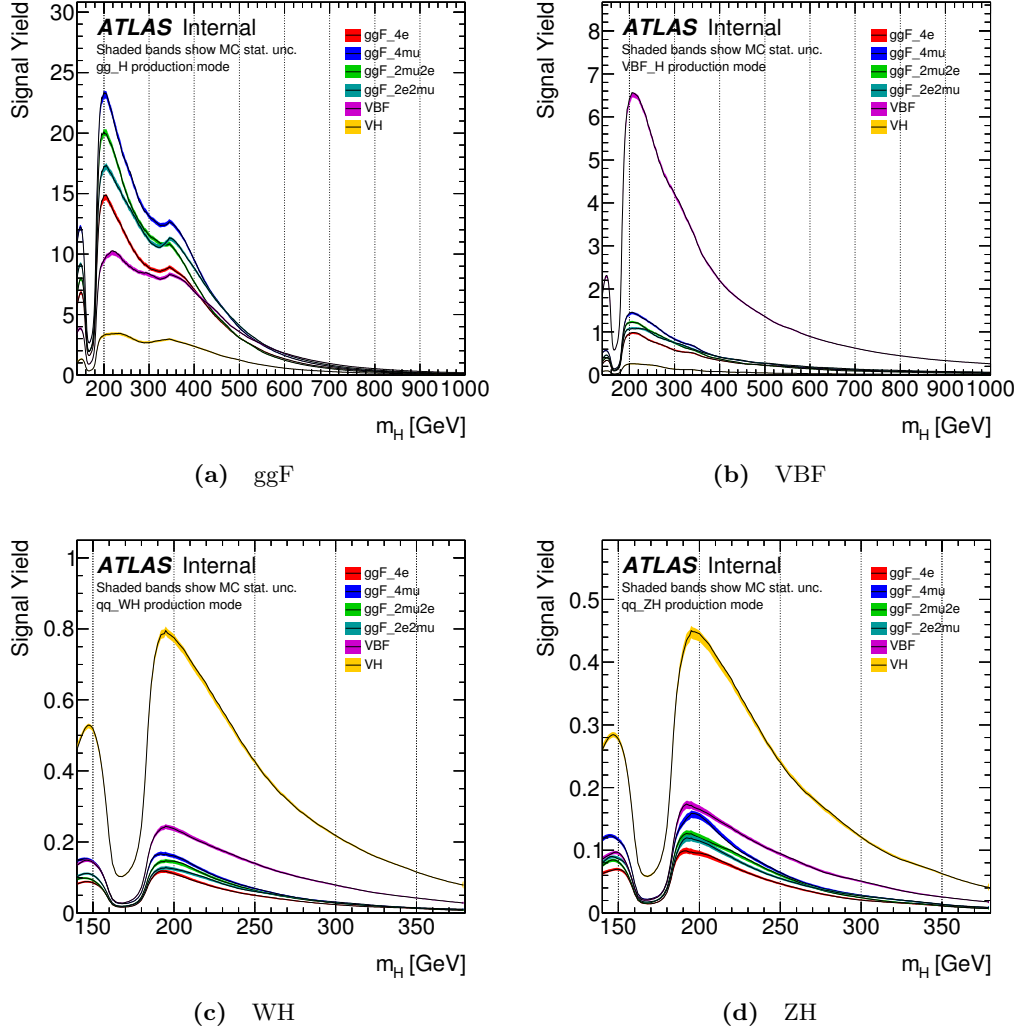 Signal Yield
30
25
20
15
10
5
0
ATLAS Internal
Shaded bands show MC stat. unc.
gg_H production mode
ggF_4e
ggF_4mu
ggF_2mu2e
ggF_2e2mu
VBF
VH
200 300 400 500 600 700 800 900 1000
m_H [GeV]
(a) ggF
Signal Yield
8
7
6
5
4
3
2
1
0
ATLAS Internal
Shaded bands show MC stat. unc.
VBF_H production mode
ggF_4e
ggF_4mu
ggF_2mu2e
ggF_2e2mu
VBF
VH
200 300 400 500 600 700 800 900 1000
m_H [GeV]
(b) VBF
Signal Yield
1
0.8
0.6
0.4
0.2
0
ATLAS Internal
Shaded bands show MC stat. unc.
qq_WH production mode
ggF_4e
ggF_4mu
ggF_2mu2e
ggF_2e2mu
VBF
VH
150 200 250 300 350
m_H [GeV]
(c) WH
Signal Yield
0.5
0.4
0.3
0.2
0.1
0
ATLAS Internal
Shaded bands show MC stat. unc.
qq_ZH production mode
ggF_4e
ggF_4mu
ggF_2mu2e
ggF_2e2mu
VBF
VH
150 200 250 300 350
m_H [GeV]
(d) ZH